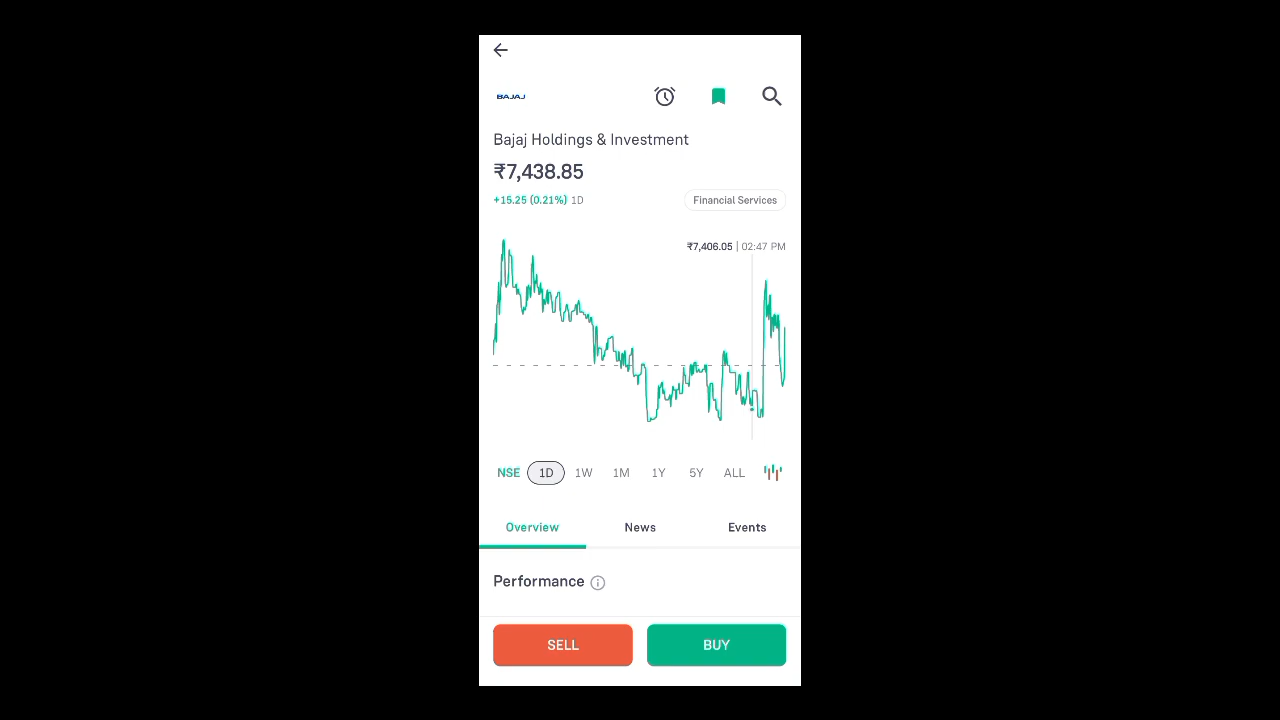 BAJAJ
Bajaj Holdings & Investment
₹7,438.85
+15.25 (0.21%) 1D
Financial Services
₹7,406.05 | 02:47 PM
NSE 1D 1W 1M 1Y 5Y ALL
Overview News Events
Performance
SELL BUY